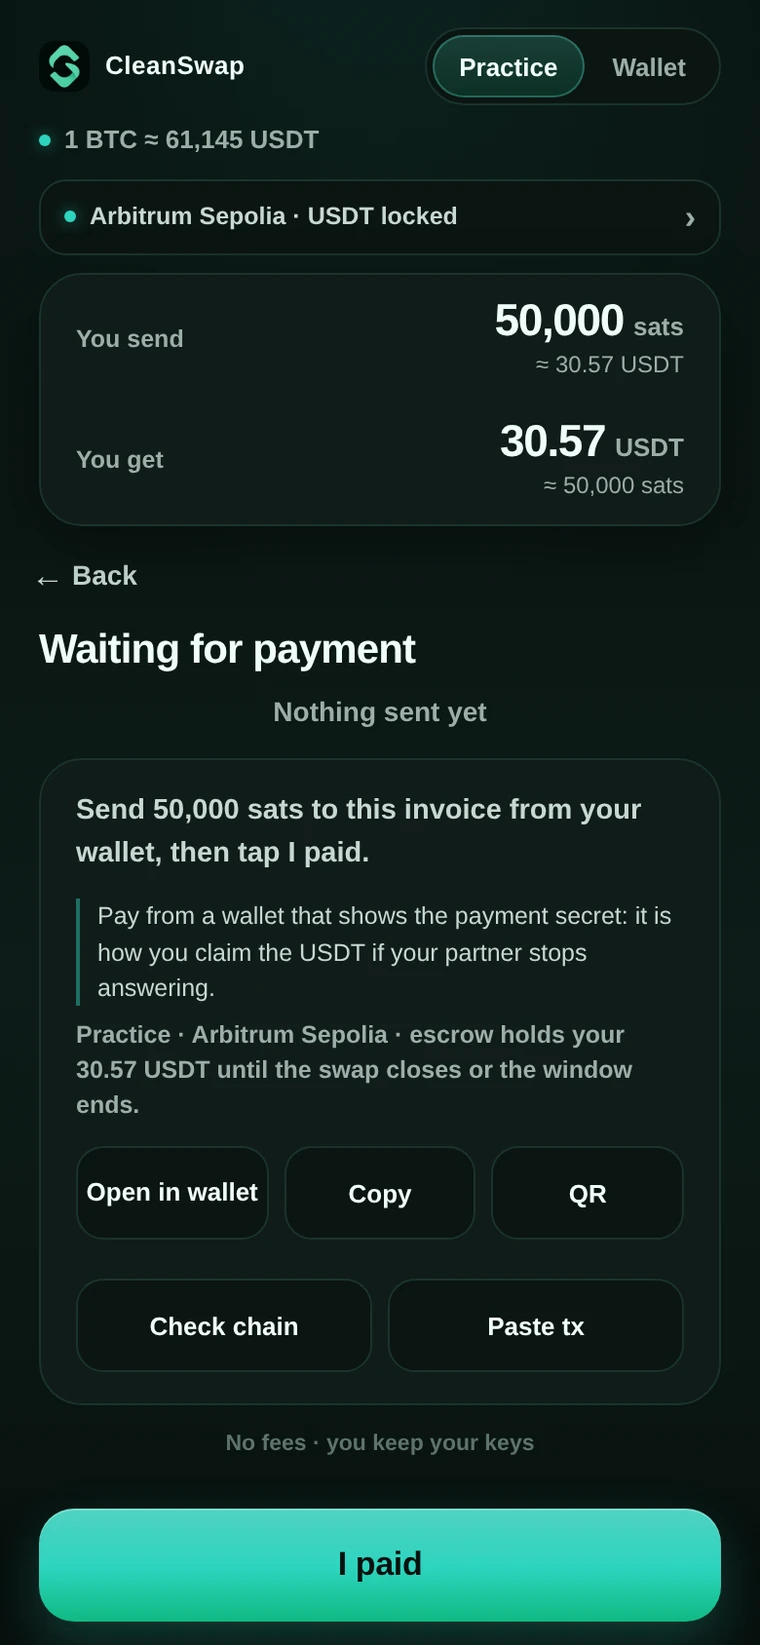 CleanSwap
Practice
Wallet
1 BTC ≈ 61,145 USDT
Arbitrum Sepolia · USDT locked ›
You send
50,000 sats
≈ 30.57 USDT
You get
30.57 USDT
≈ 50,000 sats
← Back
Waiting for payment
Nothing sent yet
Send 50,000 sats to this invoice from your
wallet, then tap I paid.
Pay from a wallet that shows the payment secret: it is
how you claim the USDT if your partner stops
answering.
Practice · Arbitrum Sepolia · escrow holds your
30.57 USDT until the swap closes or the window
ends.
Open in wallet
Copy
QR
Check chain
Paste tx
No fees · you keep your keys
I paid